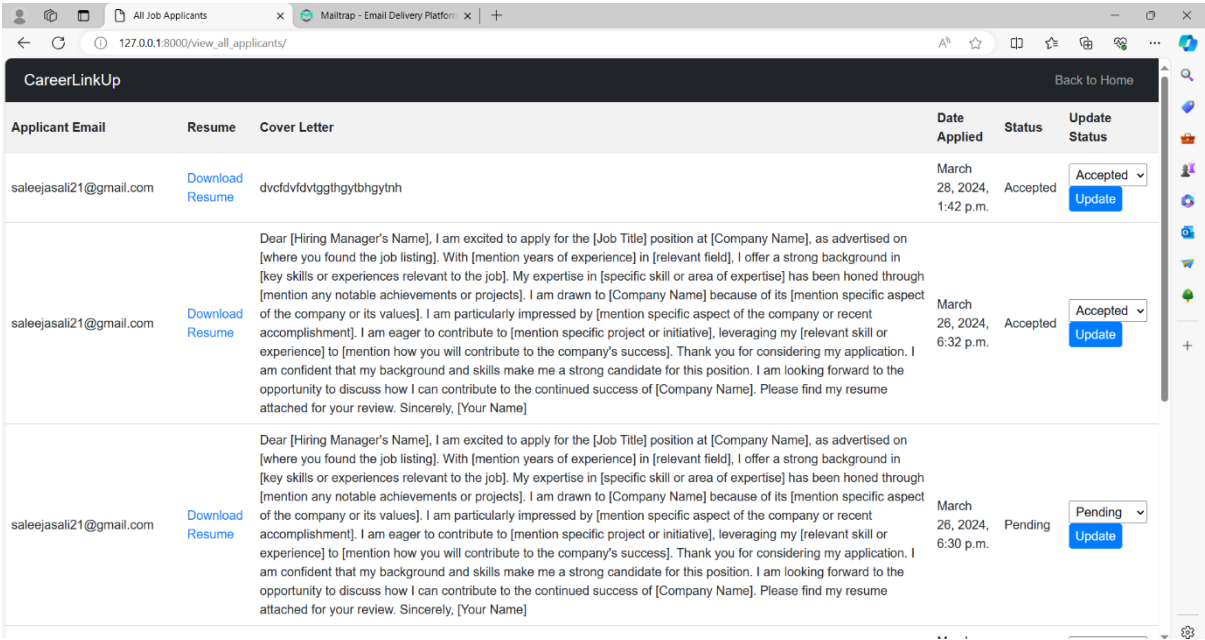 All Job Applicants
Mailtrap - Email Delivery Platform
127.0.0.1:8000/view_all_applicants/
CareerLinkUp
Back to Home
Applicant Email Resume Cover Letter Date Applied Status Update Status
saleejasali21@gmail.com
Download
Resume
dvcfdvfdvtggthgytbhgytnh
March
28, 2024,
1:42 p.m.
Accepted
Accepted
Update
saleejasali21@gmail.com
Download
Resume
Dear [Hiring Manager's Name], I am excited to apply for the [Job Title] position at [Company Name], as advertised on
[where you found the job listing]. With [mention years of experience] in [relevant field], I offer a strong background in
[key skills or experiences relevant to the job]. My expertise in [specific skill or area of expertise] has been honed through
[mention any notable achievements or projects]. I am drawn to [Company Name] because of its [mention specific aspect
of the company or its values]. I am particularly impressed by [mention specific aspect of the company or recent
accomplishment]. I am eager to contribute to [mention specific project or initiative], leveraging my [relevant skill or
experience] to [mention how you will contribute to the company's success]. Thank you for considering my application. I
am confident that my background and skills make me a strong candidate for this position. I am looking forward to the
opportunity to discuss how I can contribute to the continued success of [Company Name]. Please find my resume
attached for your review. Sincerely, [Your Name]
March
26, 2024,
6:32 p.m.
Accepted
Accepted
Update
saleejasali21@gmail.com
Download
Resume
Dear [Hiring Manager's Name], I am excited to apply for the [Job Title] position at [Company Name], as advertised on
[where you found the job listing]. With [mention years of experience] in [relevant field], I offer a strong background in
[key skills or experiences relevant to the job]. My expertise in [specific skill or area of expertise] has been honed through
[mention any notable achievements or projects]. I am drawn to [Company Name] because of its [mention specific aspect
of the company or its values]. I am particularly impressed by [mention specific aspect of the company or recent
accomplishment]. I am eager to contribute to [mention specific project or initiative], leveraging my [relevant skill or
experience] to [mention how you will contribute to the company's success]. Thank you for considering my application. I
am confident that my background and skills make me a strong candidate for this position. I am looking forward to the
opportunity to discuss how I can contribute to the continued success of [Company Name]. Please find my resume
attached for your review. Sincerely, [Your Name]
March
26, 2024,
6:30 p.m.
Pending
Pending
Update